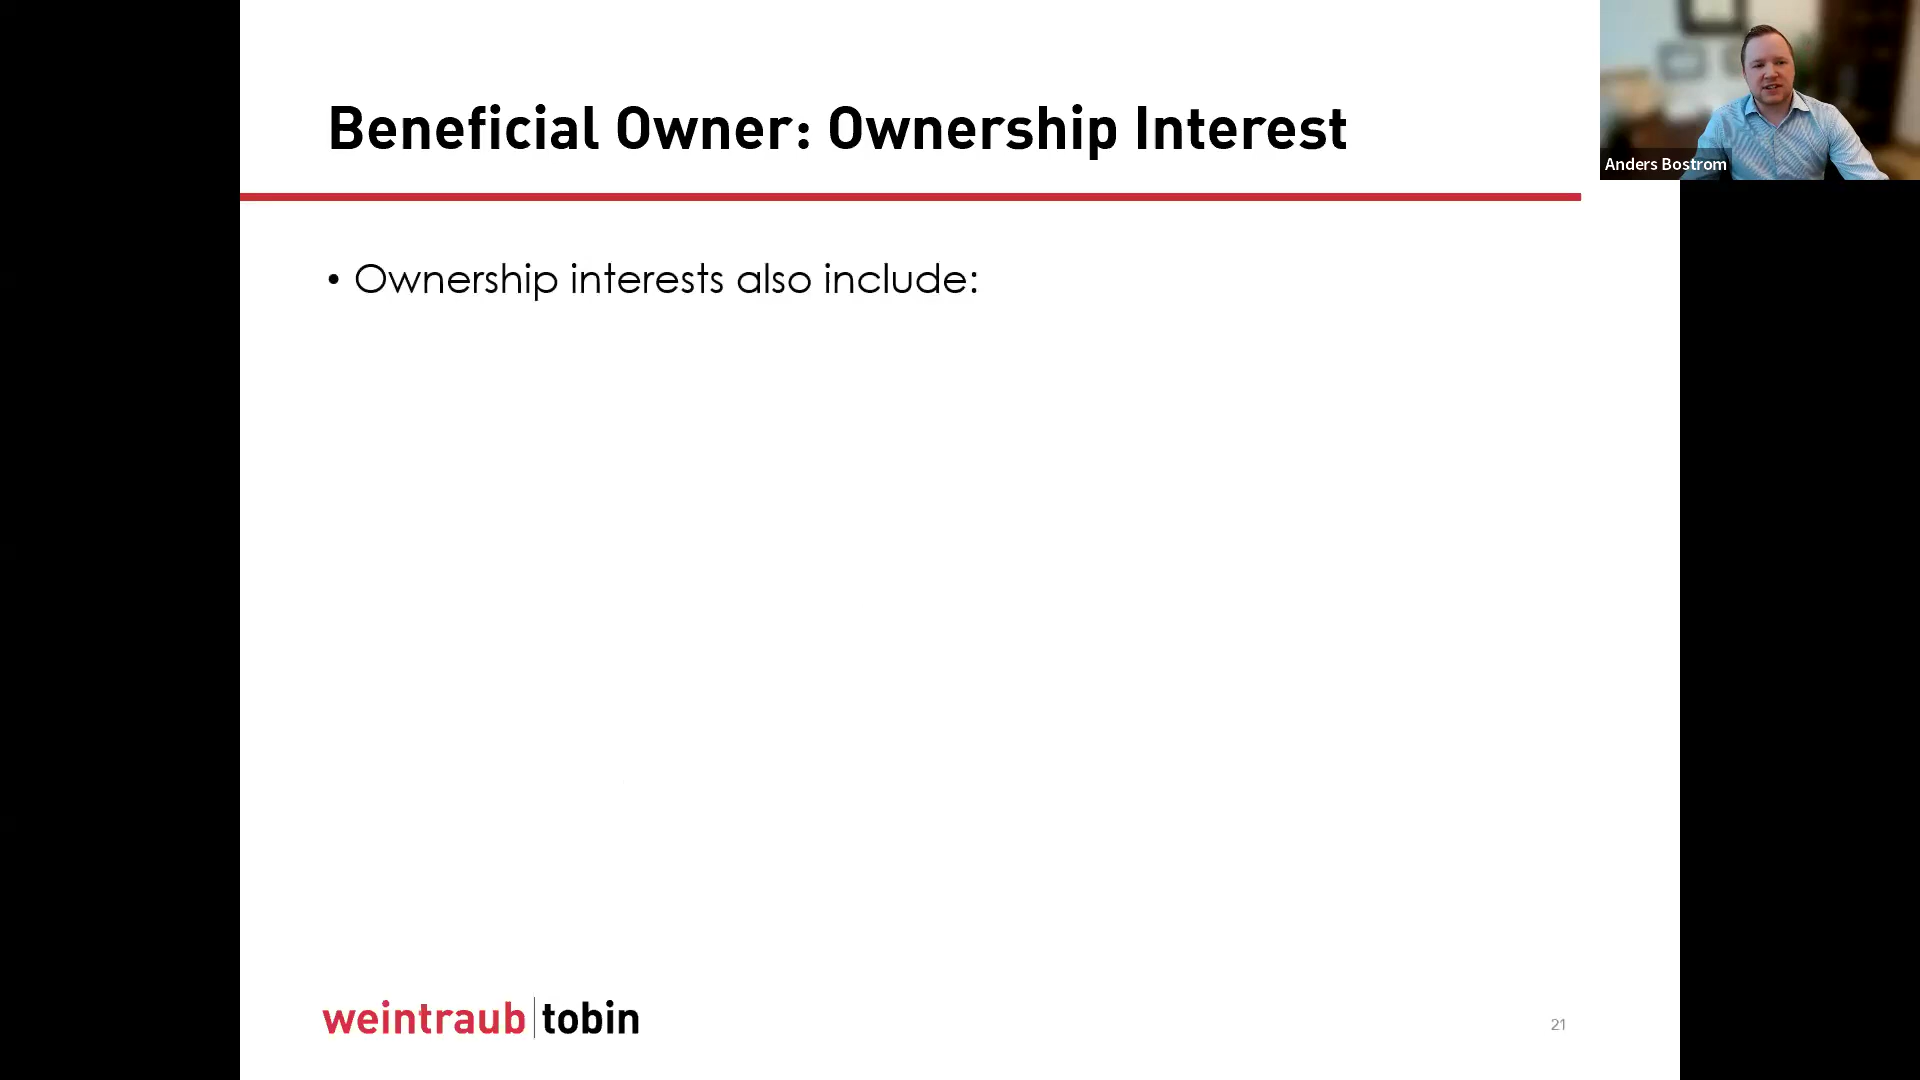 Beneficial Owner: Ownership Interest
Anders Bostrom
• Ownership interests also include:
weintraub|tobin
21